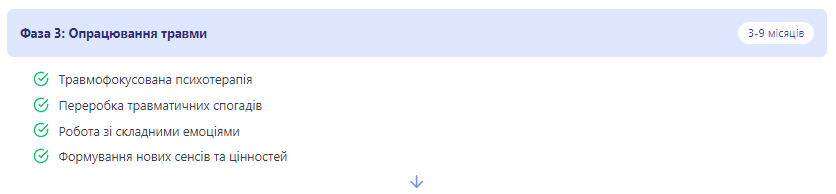 Фаза 3: Опрацювання травми
3-9 місяців
Травмофокусована психотерапія
Переробка травматичних спогадів
Робота зі складними емоціями
Формування нових сенсів та цінностей